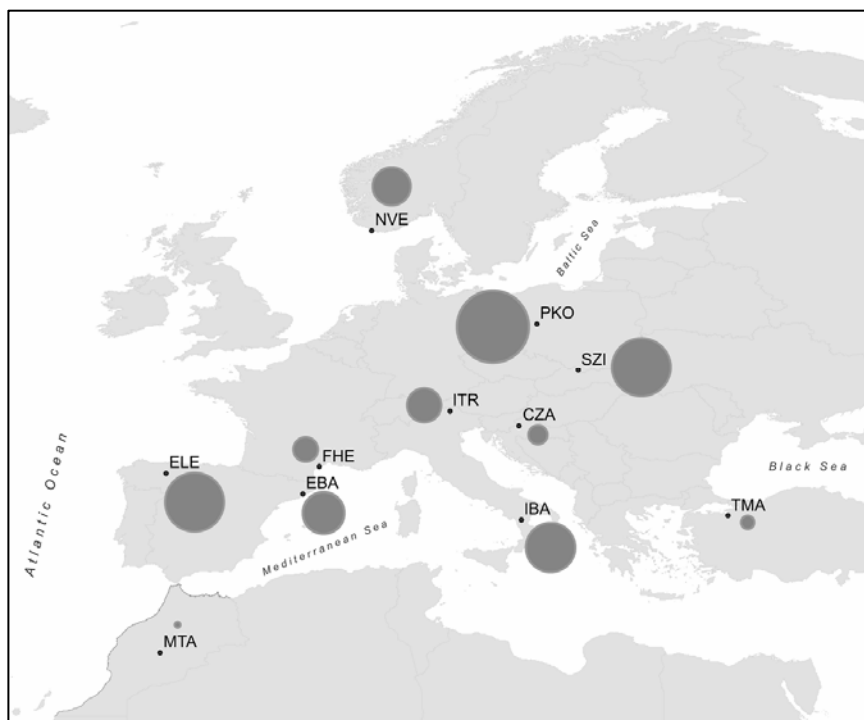 NVE
Baltic Sea
PKO
SZI
ITR
CZA
FHE
ELE
EBA
Black Sea
IBA
TMA
Atlantic Ocean
Mediterranean Sea
MTA